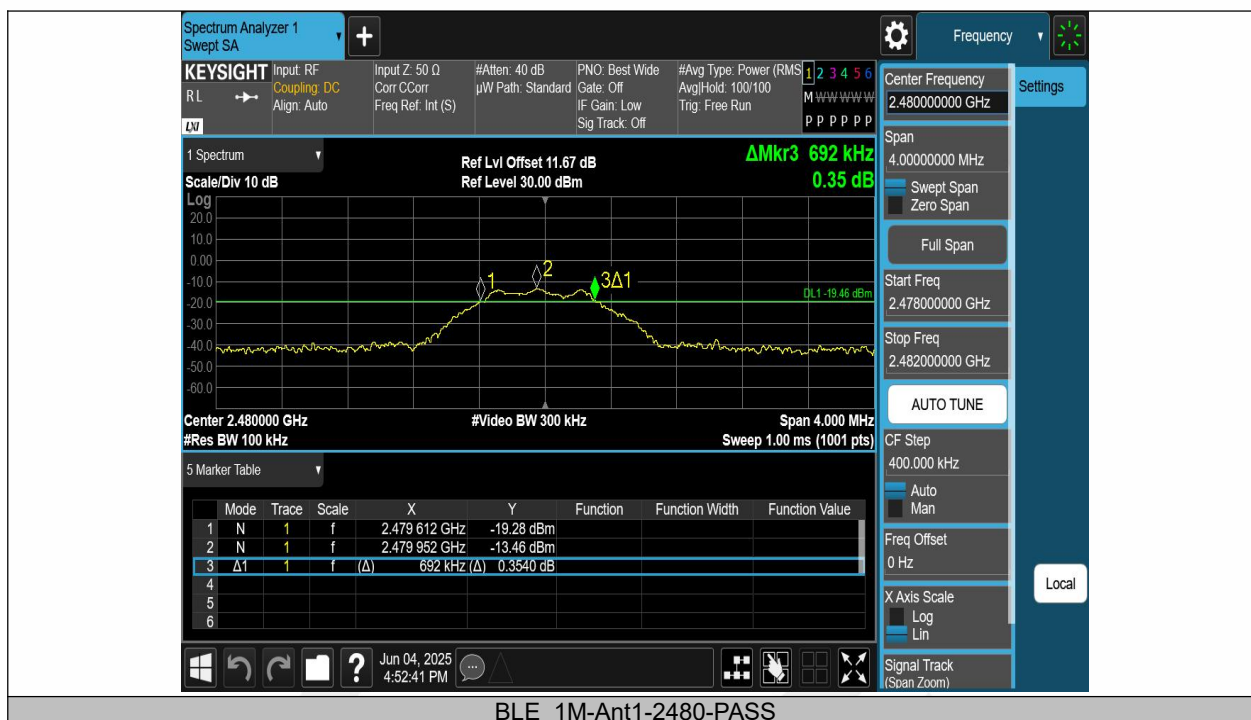 Spectrum Analyzer 1
Swept SA
+
Frequency
KEYSIGHT
RL
LXI
Input: RF
Coupling: DC
Align: Auto
Input Z: 50 Ω
Corr CCorr
Freq Ref: Int (S)
#Atten: 40 dB
µW Path: Standard
PNO: Best Wide
Gate: Off
IF Gain: Low
Sig Track: Off
#Avg Type: Power (RMS
Avg|Hold: 100/100
Trig: Free Run
1 2 3 4 5 6
M W W W W W
P P P P P P
1 Spectrum
Scale/Div 10 dB
Ref Lvl Offset 11.67 dB
Ref Level 30.00 dBm
ΔMkr3 692 kHz
0.35 dB
Log
20.0
10.0
0.00
-10.0
-20.0
-30.0
-40.0
-50.0
-60.0
1
2
3Δ1
DL1 -19.46 dBm
Center 2.480000 GHz
#Video BW 300 kHz
Span 4.000 MHz
#Res BW 100 kHz
Sweep 1.00 ms (1001 pts)
5 Marker Table
Mode Trace Scale X Y Function Function Width Function Value
1 N 1 f 2.479 612 GHz -19.28 dBm
2 N 1 f 2.479 952 GHz -13.46 dBm
3 Δ1 1 f (Δ) 692 kHz (Δ) 0.3540 dB
4
5
6
?
Jun 04, 2025
4:52:41 PM
Center Frequency
2.480000000 GHz
Settings
Span
4.00000000 MHz
Swept Span
Zero Span
Full Span
Start Freq
2.478000000 GHz
Stop Freq
2.482000000 GHz
AUTO TUNE
CF Step
400.000 kHz
Auto
Man
Freq Offset
0 Hz
X Axis Scale
Log
Lin
Local
Signal Track
(Span Zoom)
BLE_1M-Ant1-2480-PASS